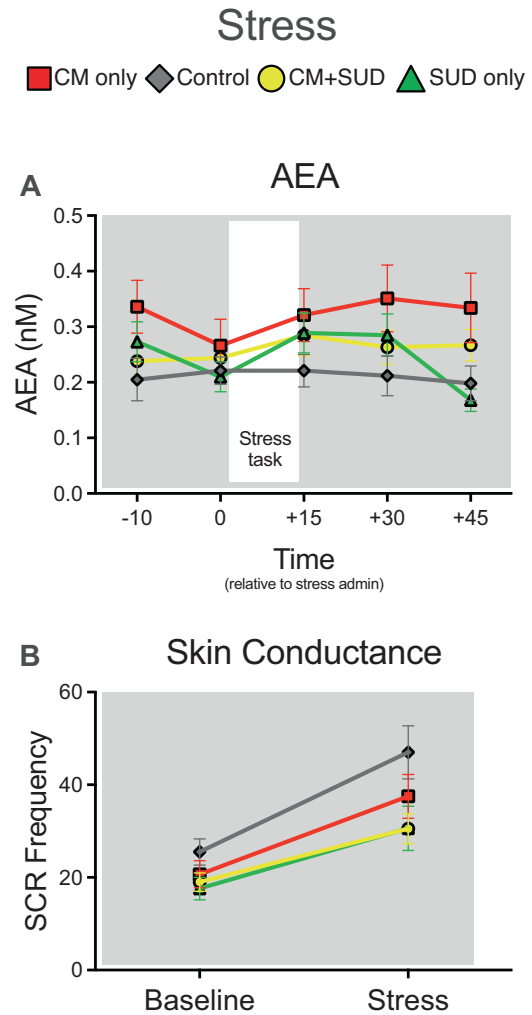 Stress
CM only Control CM+SUD SUD only
A
AEA
AEA (nM)
0.5
0.4
0.3
0.2
0.1
0.0
Stress
task
-10 0 +15 +30 +45
Time
(relative to stress admin)
B
Skin Conductance
SCR Frequency
60
40
20
0
Baseline Stress